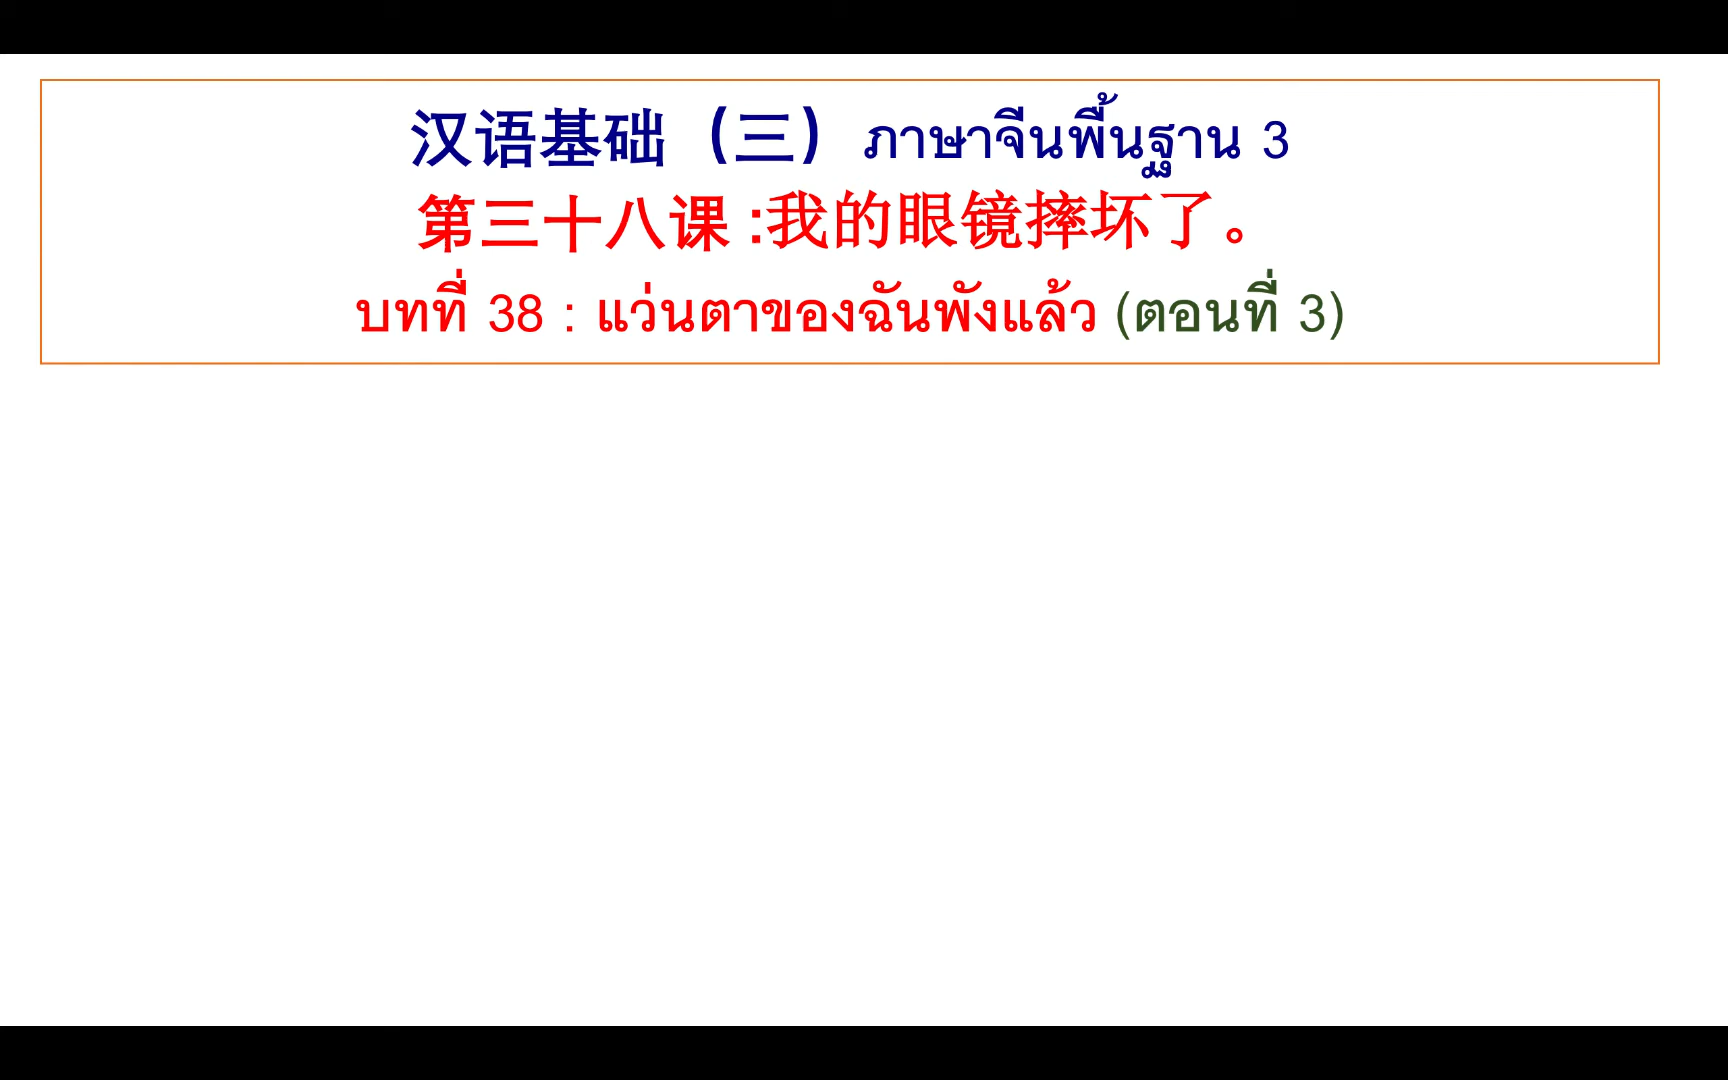 汉语基础（三）ภาษาจีนพื้นฐาน 3
第三十八课 :我的眼镜摔坏了。
บทที่ 38 : แว่นตาของฉันพังแล้ว (ตอนที่ 3)